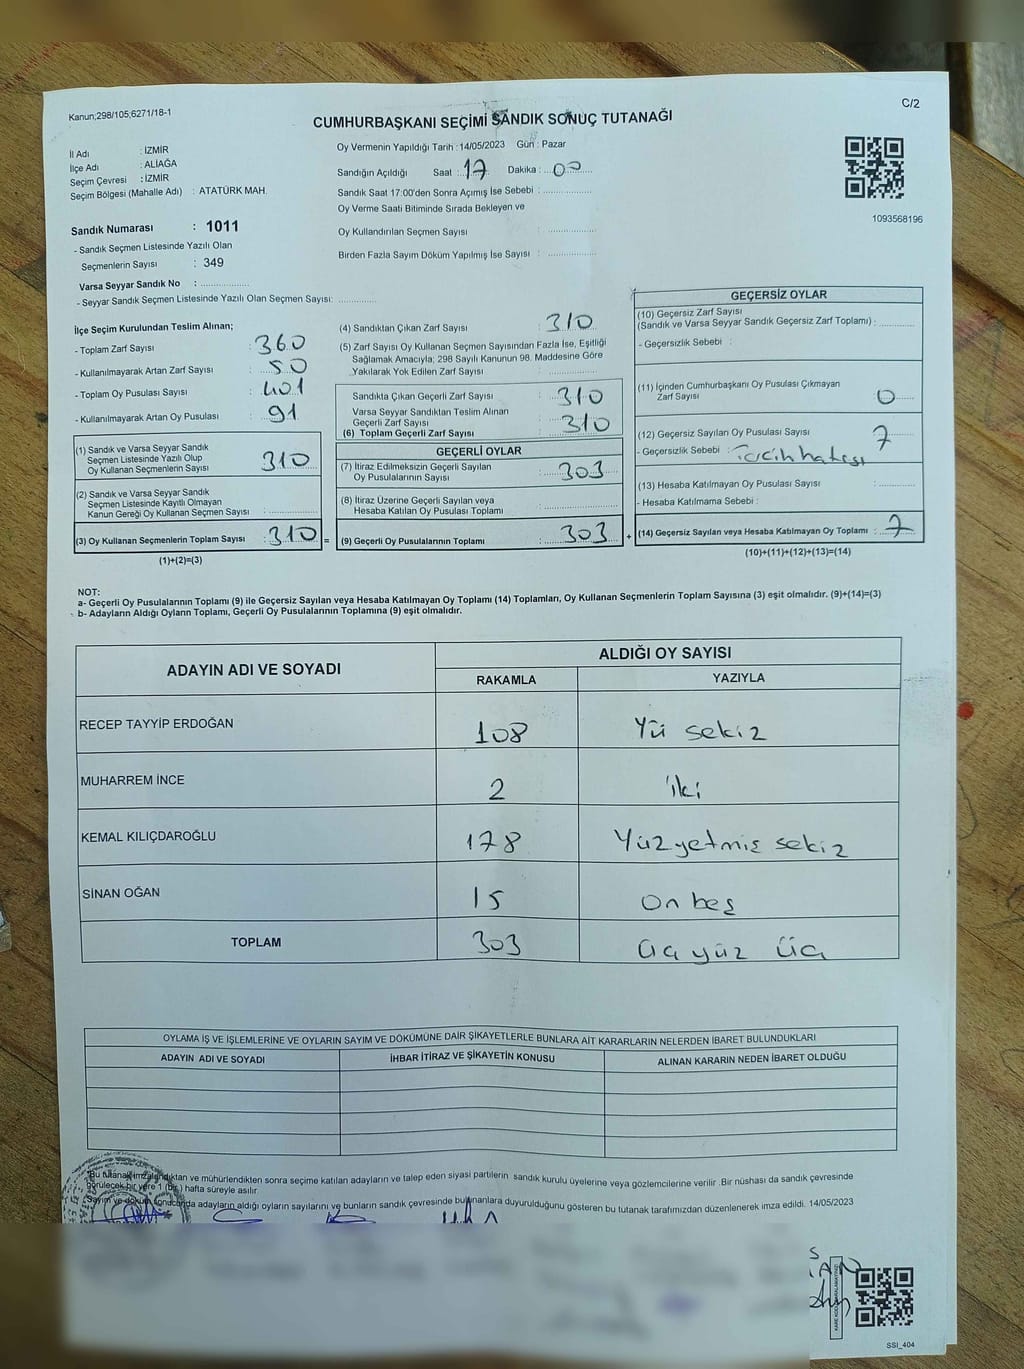 Kanun;298/105;6271/18-1
C/2
CUMHURBAŞKANI SEÇİMİ SANDIK SONUÇ TUTANAĞI
İl Adı : İZMİR
İlçe Adı : ALİAĞA
Seçim Çevresi : İZMİR
Seçim Bölgesi (Mahalle Adı) : ATATÜRK MAH.
Sandık Numarası : 1011
- Sandık Seçmen Listesinde Yazılı Olan
Seçmenlerin Sayısı : 349
Varsa Seyyar Sandık No :
- Seyyar Sandık Seçmen Listesinde Yazılı Olan Seçmen Sayısı:
Oy Vermenin Yapıldığı Tarih :14/05/2023 Gün : Pazar
Sandığın Açıldığı Saat : 17 Dakika : 00
Sandık Saat 17:00'den Sonra Açımış İse Sebebi :
Oy Verme Saati Bitiminde Sırada Bekleyen ve
Oy Kullandırılan Seçmen Sayısı :
Birden Fazla Sayım Döküm Yapılmış İse Sayısı :
1093568196
İlçe Seçim Kurulundan Teslim Alınan;
- Toplam Zarf Sayısı : 360
- Kullanılmayarak Artan Zarf Sayısı : 50
- Toplam Oy Pusulası Sayısı : 401
- Kullanılmayarak Artan Oy Pusulası : 91
(1) Sandık ve Varsa Seyyar Sandık
Seçmen Listesinde Yazılı Olup
Oy Kullanan Seçmenlerin Sayısı : 310
(2) Sandık ve Varsa Seyyar Sandık
Seçmen Listesinde Kayıtlı Olmayan
Kanun Gereği Oy Kullanan Seçmen Sayısı :
(3) Oy Kullanan Seçmenlerin Toplam Sayısı : 310 =
(1)+(2)=(3)
(4) Sandıktan Çıkan Zarf Sayısı : 310
(5) Zarf Sayısı Oy Kullanan Seçmen Sayısından Fazla İse, Eşitliği
Sağlamak Amacıyla; 298 Sayılı Kanunun 98. Maddesine Göre
Yakılarak Yok Edilen Zarf Sayısı :
Sandıkta Çıkan Geçerli Zarf Sayısı : 310
Varsa Seyyar Sandıktan Teslim Alınan
Geçerli Zarf Sayısı : 310
(6) Toplam Geçerli Zarf Sayısı :
GEÇERLİ OYLAR
(7) İtiraz Edilmeksizin Geçerli Sayılan
Oy Pusulalarının Sayısı : 303
(8) İtiraz Üzerine Geçerli Sayılan veya
Hesaba Katılan Oy Pusulası Toplamı :
(9) Geçerli Oy Pusulalarının Toplamı : 303 +
GEÇERSİZ OYLAR
(10) Geçersiz Zarf Sayısı
(Sandık ve Varsa Seyyar Sandık Geçersiz Zarf Toplamı) :
- Geçersizlik Sebebi :
(11) İçinden Cumhurbaşkanı Oy Pusulası Çıkmayan
Zarf Sayısı : 0
(12) Geçersiz Sayılan Oy Pusulası Sayısı : 7
- Geçersizlik Sebebi : Tercih hatası
(13) Hesaba Katılmayan Oy Pusulası Sayısı :
- Hesaba Katılmama Sebebi :
(14) Geçersiz Sayılan veya Hesaba Katılmayan Oy Toplamı : 7
(10)+(11)+(12)+(13)=(14)
NOT:
a- Geçerli Oy Pusulalarının Toplamı (9) ile Geçersiz Sayılan veya Hesaba Katılmayan Oy Toplamı (14) Toplamları, Oy Kullanan Seçmenlerin Toplam Sayısına (3) eşit olmalıdır. (9)+(14)=(3)
b- Adayların Aldığı Oyların Toplamı, Geçerli Oy Pusulalarının Toplamına (9) eşit olmalıdır.
ADAYIN ADI VE SOYADI
ALDIĞI OY SAYISI
RAKAMLA YAZIYLA
RECEP TAYYİP ERDOĞAN 108 Yü sekiz
MUHARREM İNCE 2 iki
KEMAL KILIÇDAROĞLU 178 Yüz yetmiş sekiz
SİNAN OĞAN 15 on beş
TOPLAM 303 üç yüz üç
OYLAMA İŞ VE İŞLEMLERİNE VE OYLARIN SAYIM VE DÖKÜMÜNE DAİR ŞİKAYETLERLE BUNLARA AİT KARARLARIN NELERDEN İBARET BULUNDUKLARI
ADAYIN ADI VE SOYADI İHBAR İTİRAZ VE ŞİKAYETİN KONUSU ALINAN KARARIN NEDEN İBARET OLDUĞU
Bu tutanak imzalandıktan ve mühürlendikten sonra seçime katılan adayların ve talep eden siyasi partilerin sandık kurulu üyelerine veya gözlemcilerine verilir .Bir nüshası da sandık çevresinde
görülecek bir yere 1 (bir ) hafta süreyle asılır.
Sayım ve döküm sonucunda adayların aldığı oyların sayılarını ve bunların sandık çevresinde bulunanlara duyurulduğunu gösteren bu tutanak tarafımızdan düzenlenerek imza edildi. 14/05/2023
SSI_404